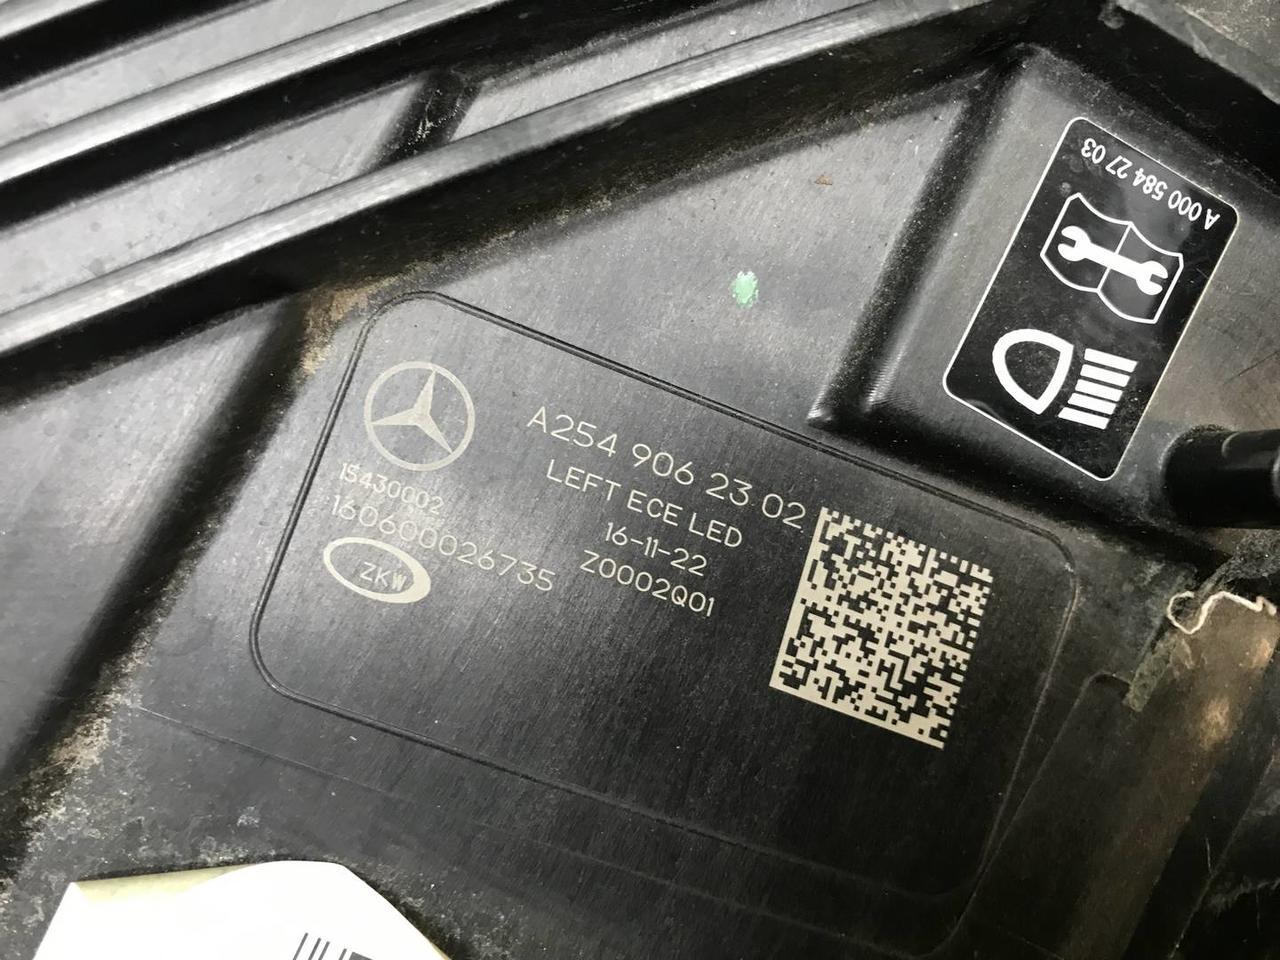 A 000 584 27 03
A254 906 23 02
LEFT ECE LED
15430002
16-11-22
160600026735
Z0002Q01
ZKW